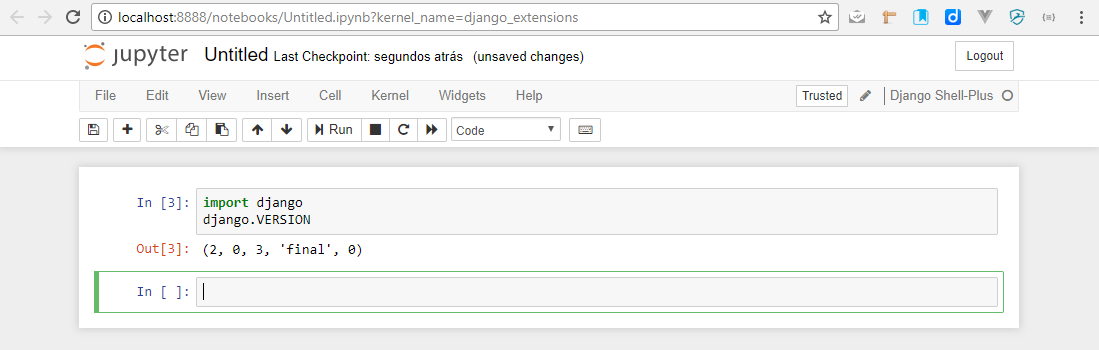 localhost:8888/notebooks/Untitled.ipynb?kernel_name=django_extensions
jupyter Untitled Last Checkpoint: segundos atrás (unsaved changes) Logout
File Edit View Insert Cell Kernel Widgets Help Trusted Django Shell-Plus
Run Code
In [3]: import django
django.VERSION
Out[3]: (2, 0, 3, 'final', 0)
In [ ]: